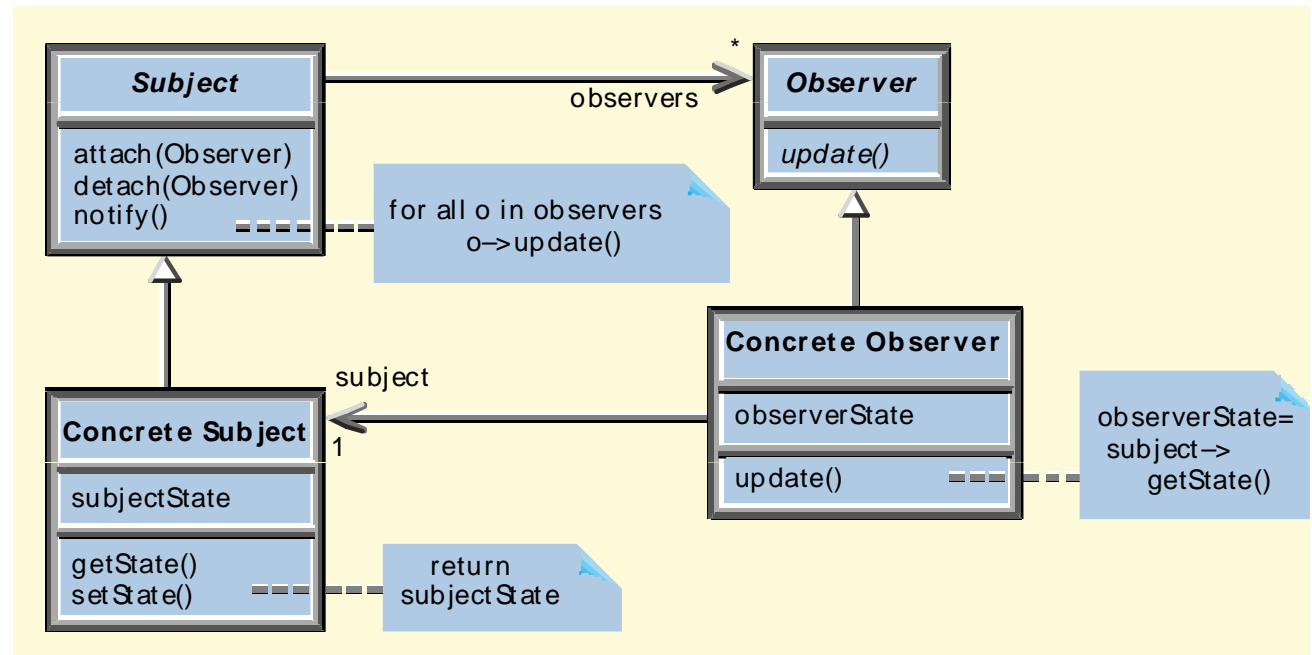 Subject
attach(Observer)
detach(Observer)
notify()
*
observers
Observer
update()
for all o in observers
o–>update()
Concrete Subject
subjectState
getState()
setState()
subject
1
Concrete Observer
observerState
update()
observerState=
subject–>
getState()
return
subjectState